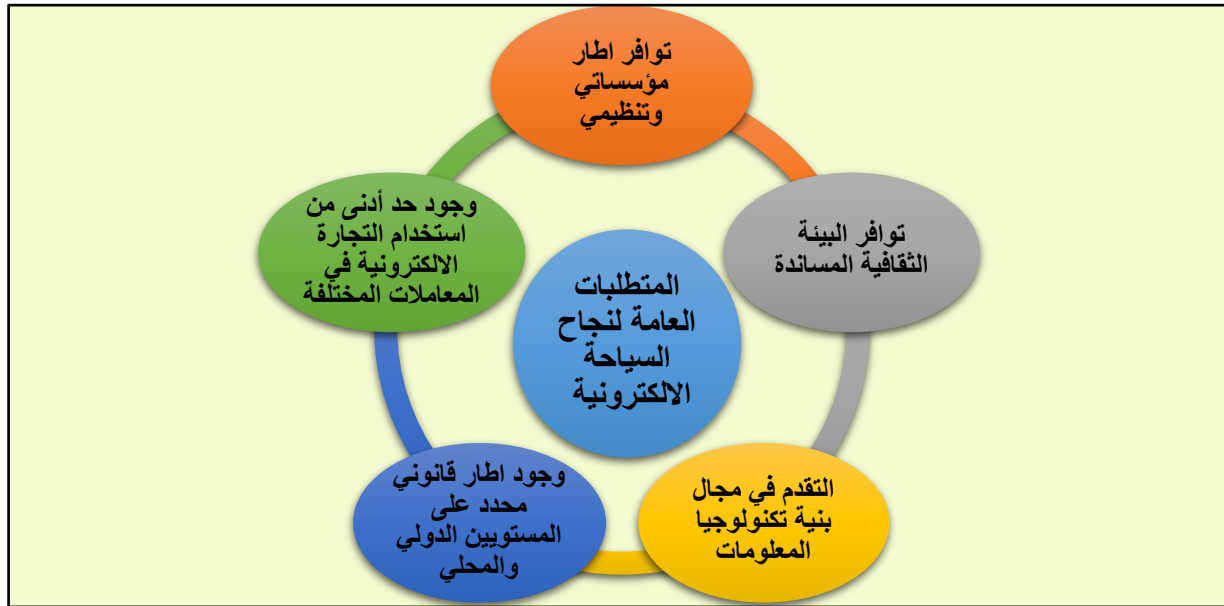 توافر اطار
مؤسساتي
وتنظيمي
توافر البيئة
الثقافية المساندة
التقدم في مجال
بنية تكنولوجيا
المعلومات
وجود اطار قانوني
محدد على
المستويين الدولي
والمحلي
وجود حد أدنى من
استخدام التجارة
الالكترونية في
المعاملات المختلفة
المتطلبات
العامة لنجاح
السياحة
الالكترونية